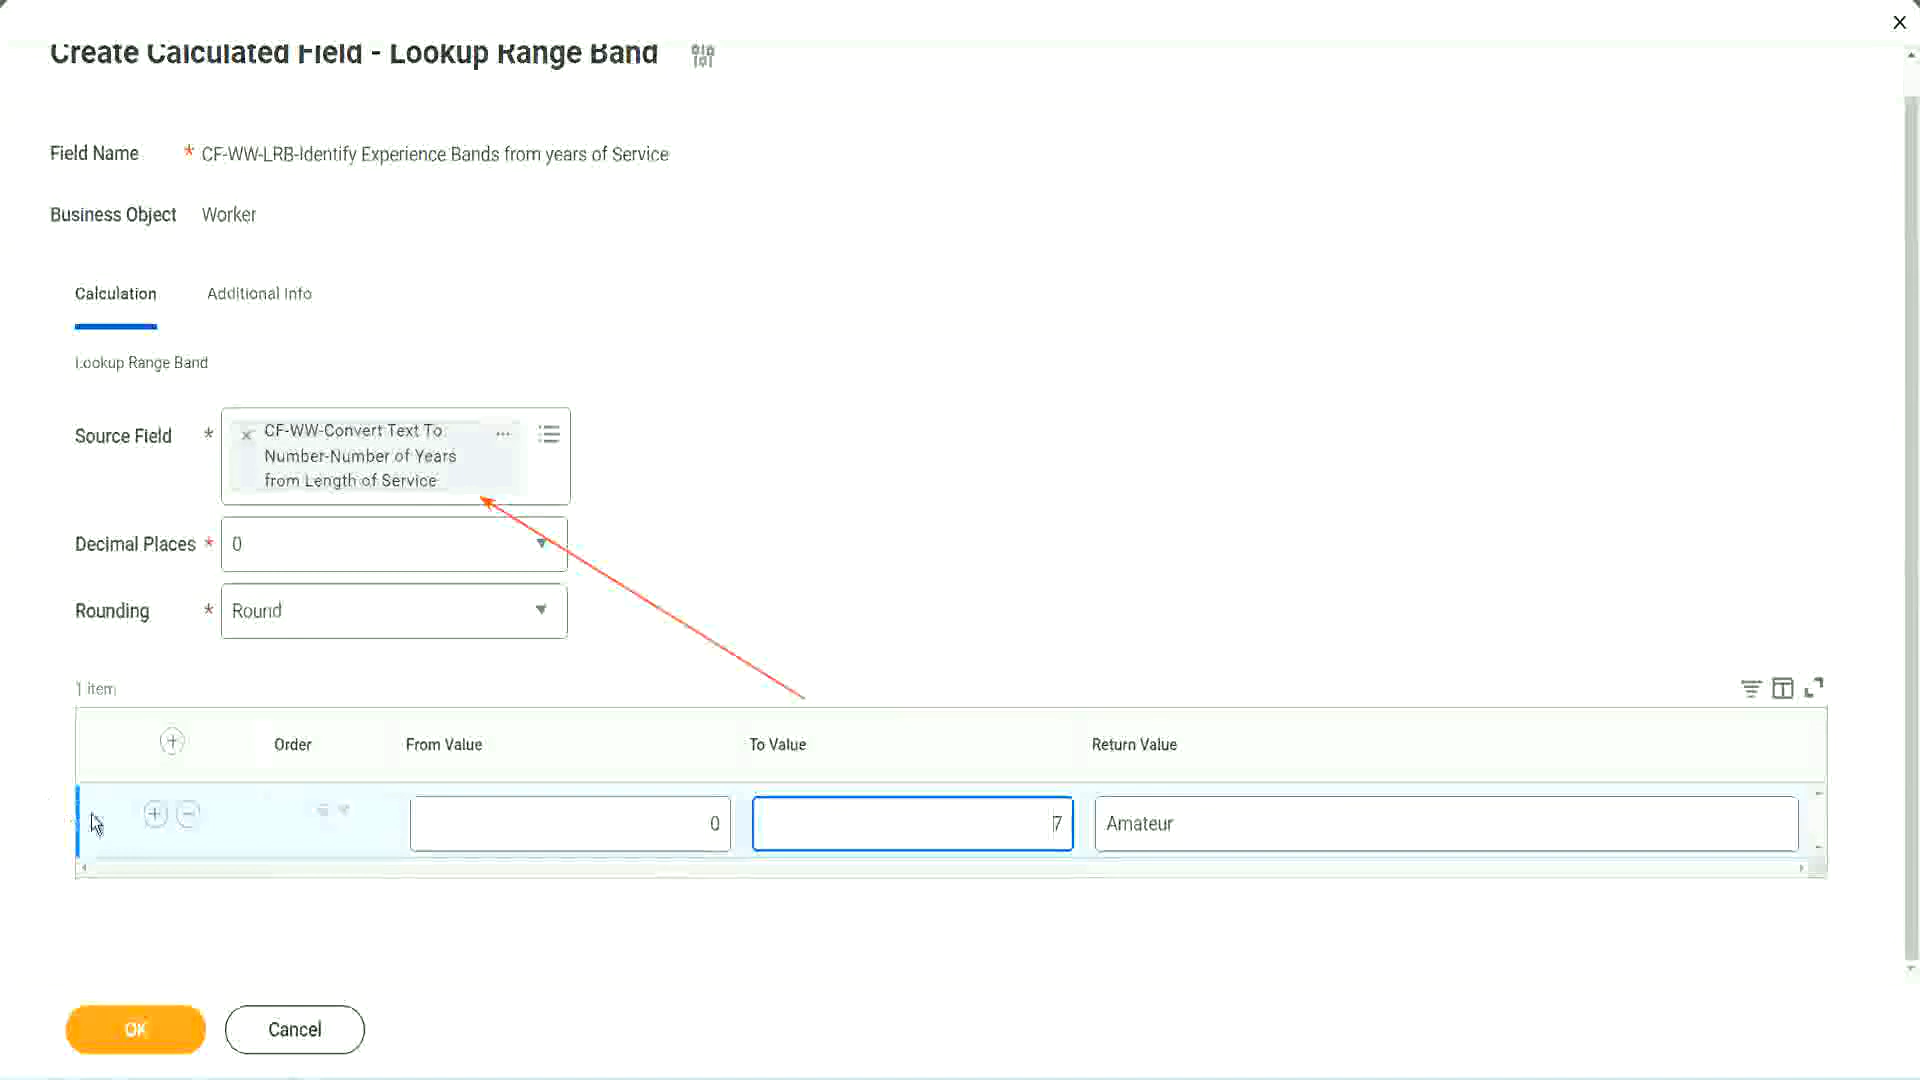 Create Calculated Field - Lookup Range Band
Field Name * CF-WW-LRB-Identify Experience Bands from years of Service
Business Object Worker
Calculation Additional Info
Lookup Range Band
Source Field * × CF-WW-Convert Text To
Number-Number of Years
from Length of Service
Decimal Places * 0
Rounding * Round
1 item
Order From Value To Value Return Value
0 7 Amateur
OK Cancel